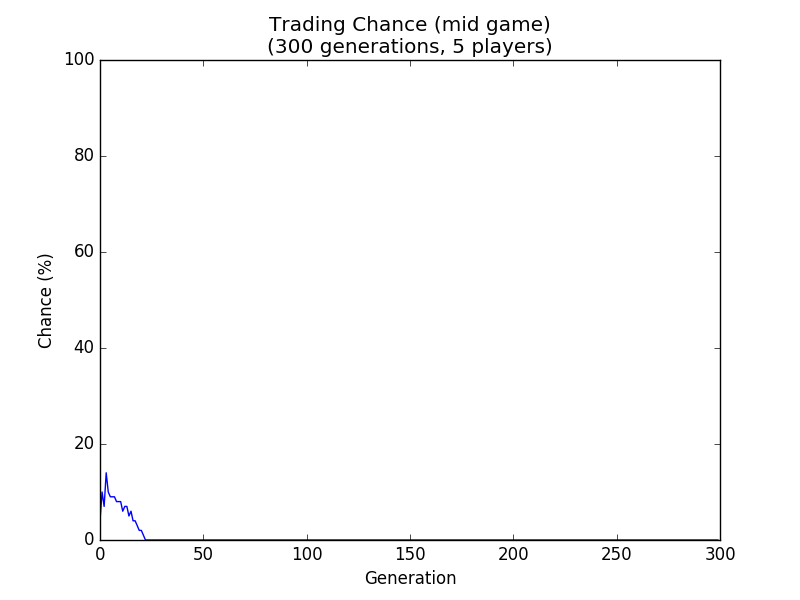 Trading Chance (mid game)
(300 generations, 5 players)
100
80
60
40
20
0
Chance (%)
0 50 100 150 200 250 300
Generation